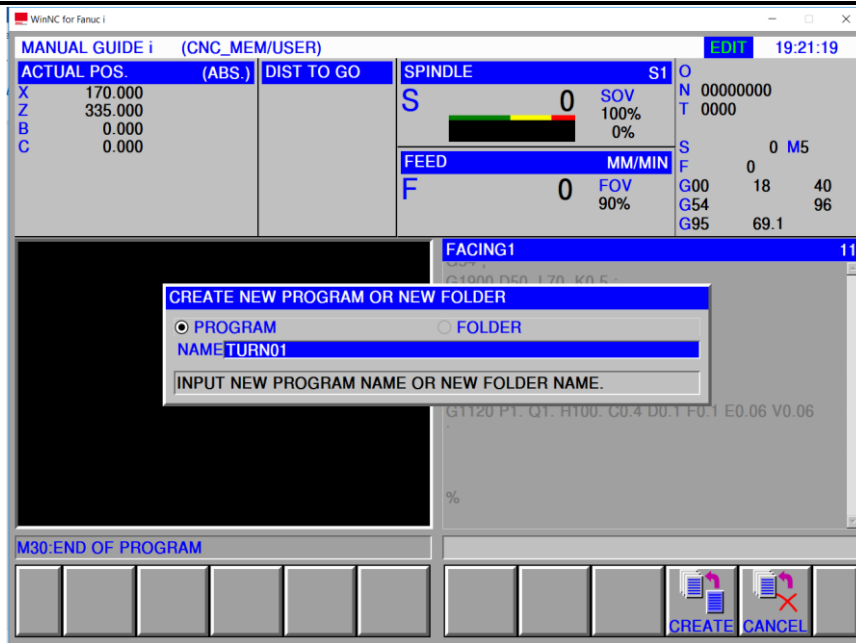 WinNC for Fanuc i
MANUAL GUIDE i (CNC_MEM/USER) EDIT 19:21:19
ACTUAL POS. (ABS.)
X 170.000
Z 335.000
B 0.000
C 0.000
DIST TO GO
SPINDLE S1
S 0 SOV
100%
0%
FEED MM/MIN
F 0 FOV
90%
O
N 00000000
T 0000
S 0 M5
F 0
G00 18 40
G54 96
G95 69.1
FACING1 11
G1900 D50. L70. K0.5 ;
CREATE NEW PROGRAM OR NEW FOLDER
PROGRAM FOLDER
NAME TURN01
INPUT NEW PROGRAM NAME OR NEW FOLDER NAME.
G1120 P1. Q1. H100. C0.4 D0.1 F0.1 E0.06 V0.06
;
%
M30:END OF PROGRAM
CREATE CANCEL